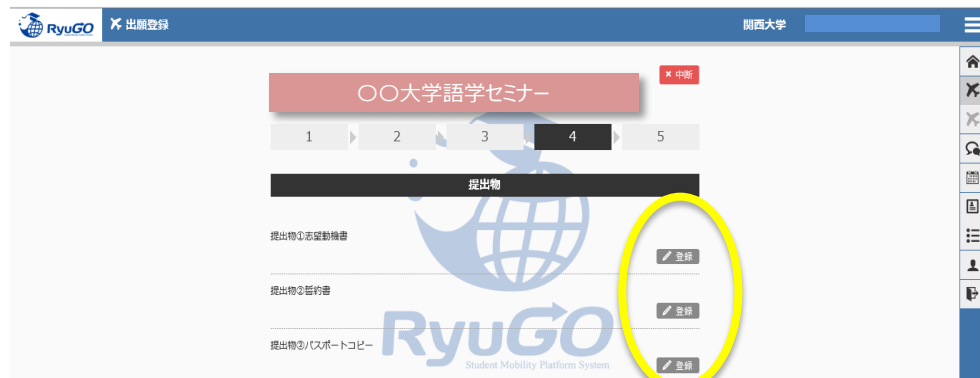 RyuGO 出願登録 関西大学
× 中断
〇〇大学語学セミナー
1 2 3 4 5
提出物
提出物①志望動機書
登録
提出物②誓約書
登録
提出物③パスポートコピー
登録
RyuGO
Student Mobility Platform System